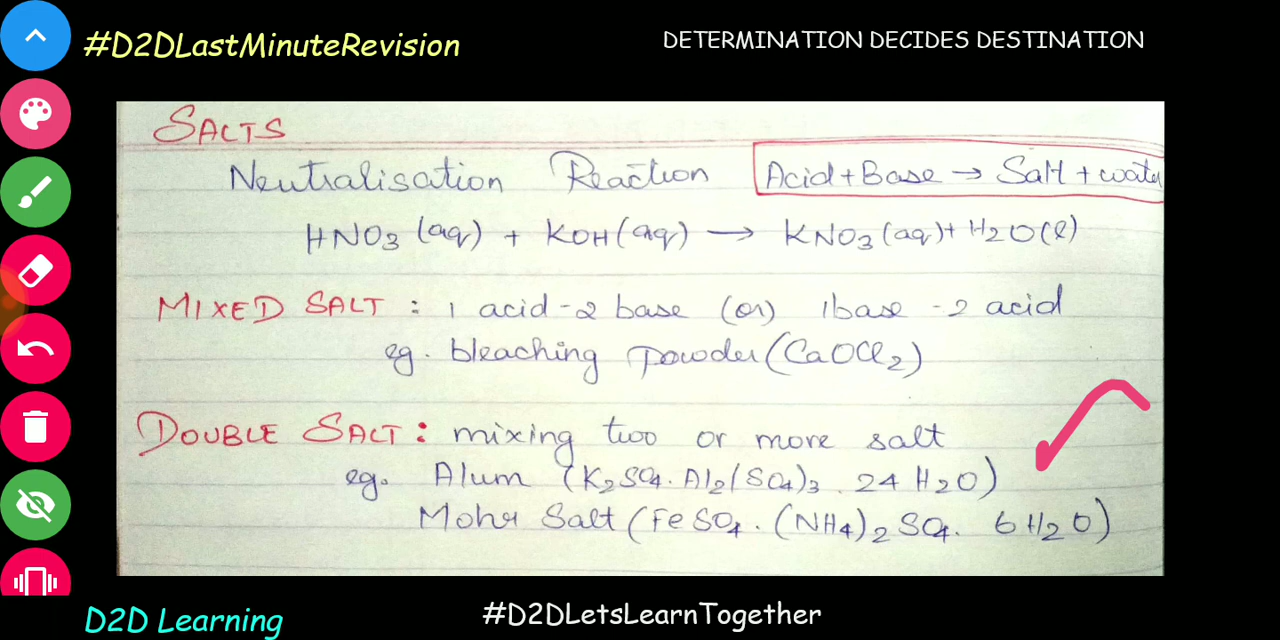 #D2DLastMinuteRevision
DETERMINATION DECIDES DESTINATION
SALTS
Neutralisation Reaction Acid + Base → Salt + water
HNO3 (aq) + KOH (aq) → KNO3 (aq) + H2O (l)
MIXED SALT : 1 acid - 2 base (or) 1 base - 2 acid
eg. bleaching powder (CaOCl2)
DOUBLE SALT : mixing two or more salt
eg. Alum (K2SO4. Al2(SO4)3. 24 H2O)
Mohr Salt (FeSO4. (NH4)2 SO4. 6 H2O)
D2D Learning
#D2DLetsLearnTogether